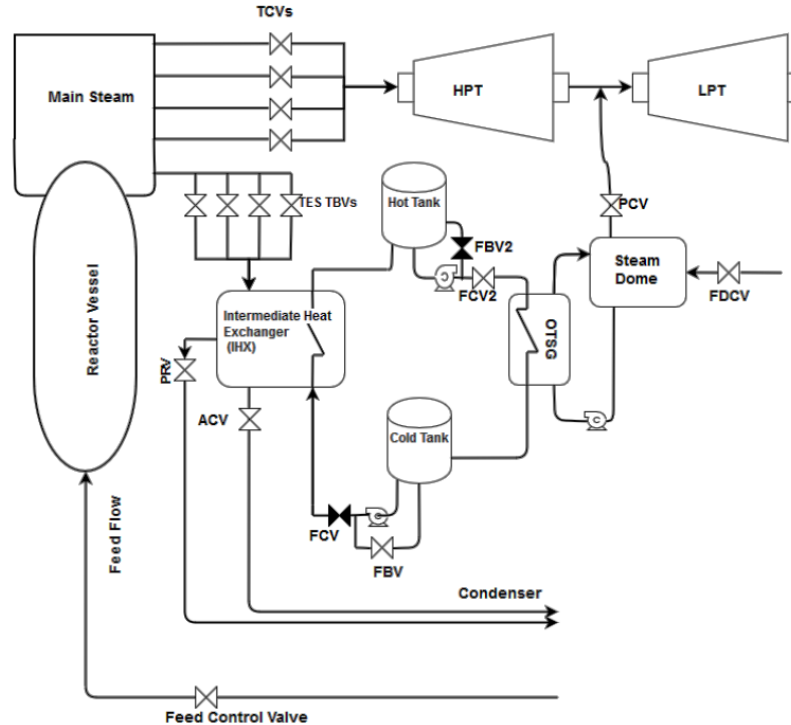 TCVs
Main Steam
HPT
LPT
TES TBVs
Hot Tank
PCV
FBV2
Steam
Dome
FCV2
FDCV
Intermediate Heat
Exchanger
(IHX)
OTSG
Reactor Vessel
PRV
ACV
Cold Tank
FCV
FBV
Feed Flow
Condenser
Feed Control Valve
C
C
C